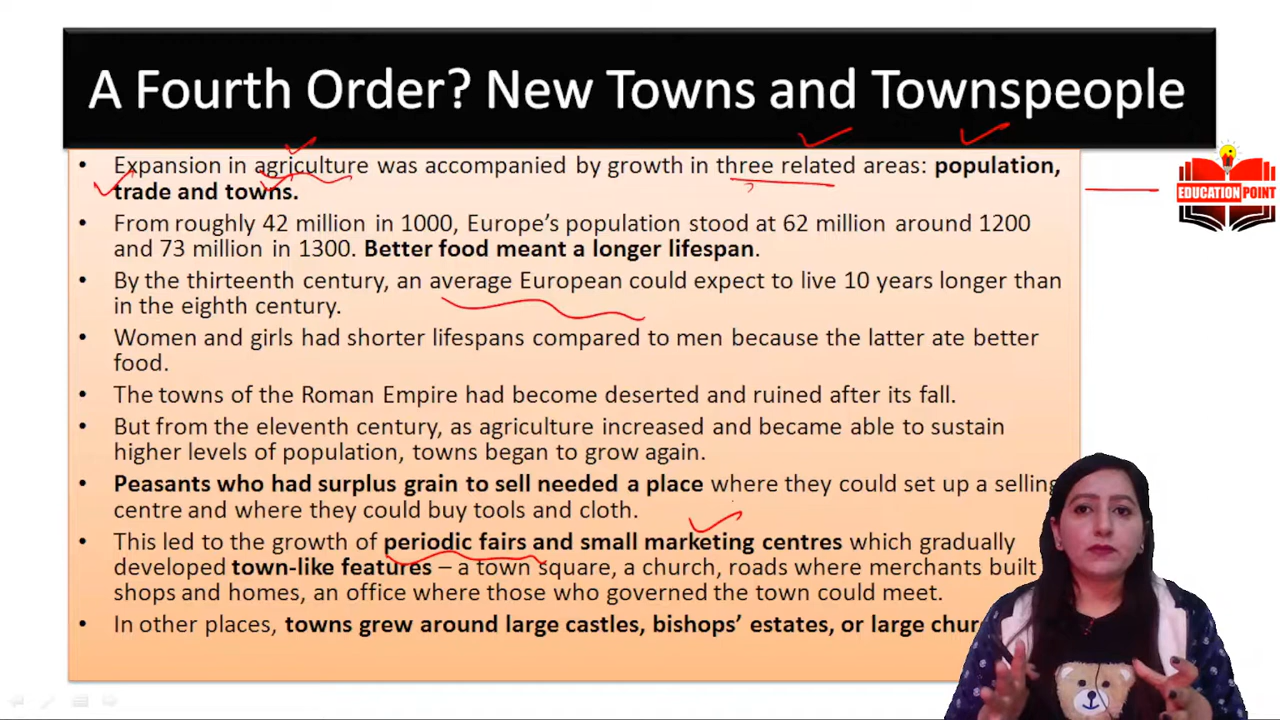 A Fourth Order? New Towns and Townspeople
• Expansion in agriculture was accompanied by growth in three related areas: population,
trade and towns.
EDUCATION POINT
• From roughly 42 million in 1000, Europe's population stood at 62 million around 1200
and 73 million in 1300. Better food meant a longer lifespan.
• By the thirteenth century, an average European could expect to live 10 years longer than
in the eighth century.
• Women and girls had shorter lifespans compared to men because the latter ate better
food.
• The towns of the Roman Empire had become deserted and ruined after its fall.
• But from the eleventh century, as agriculture increased and became able to sustain
higher levels of population, towns began to grow again.
• Peasants who had surplus grain to sell needed a place where they could set up a selling
centre and where they could buy tools and cloth.
• This led to the growth of periodic fairs and small marketing centres which gradually
developed town-like features – a town square, a church, roads where merchants built
shops and homes, an office where those who governed the town could meet.
• In other places, towns grew around large castles, bishops' estates, or large